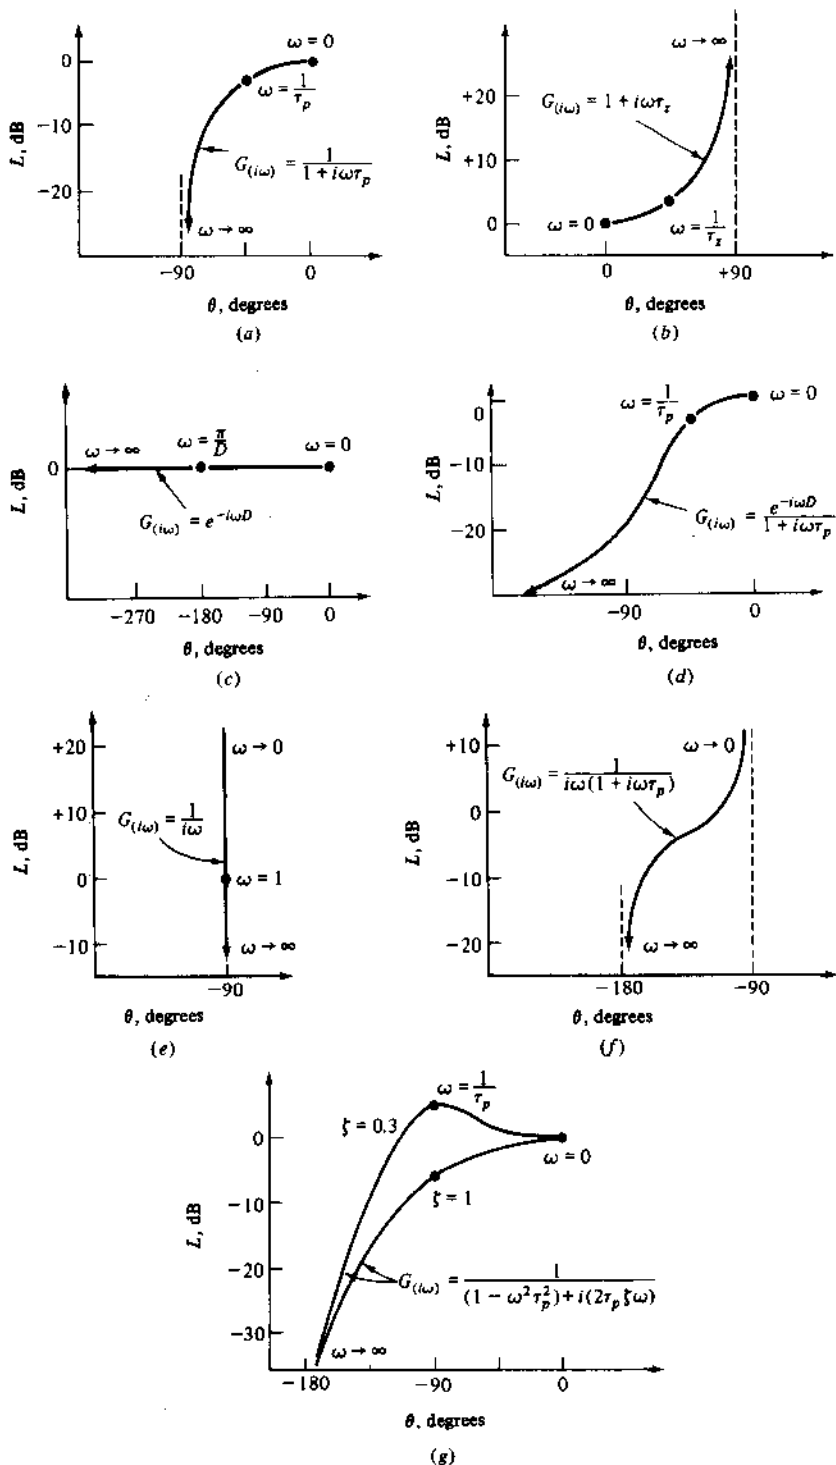 ω = 0
ω = 1/τp
G(iω) = 1/(1 + iωτp)
ω → ∞
0
−10
−20
L, dB
−90
0
θ, degrees
(a)
ω → ∞
G(iω) = 1 + iωτz
ω = 0
ω = 1/τz
+20
+10
0
L, dB
0
+90
θ, degrees
(b)
ω → ∞
ω = π/D
ω = 0
G(iω) = e^−iωD
0
L, dB
−270
−180
−90
0
θ, degrees
(c)
ω = 1/τp
ω = 0
G(iω) = e^−iωD/(1 + iωτp)
ω → ∞
0
−10
−20
L, dB
−90
0
θ, degrees
(d)
ω → 0
G(iω) = 1/iω
ω = 1
ω → ∞
+20
+10
0
−10
L, dB
−90
θ, degrees
(e)
ω → 0
G(iω) = 1/(iω(1 + iωτp))
ω → ∞
+10
0
−10
−20
L, dB
−180
−90
θ, degrees
(f)
ω = 1/τp
ζ = 0.3
ω = 0
ζ = 1
G(iω) = 1/((1 − ω²τp²) + i(2τpζω))
ω → ∞
0
−10
−20
−30
L, dB
−180
−90
0
θ, degrees
(g)